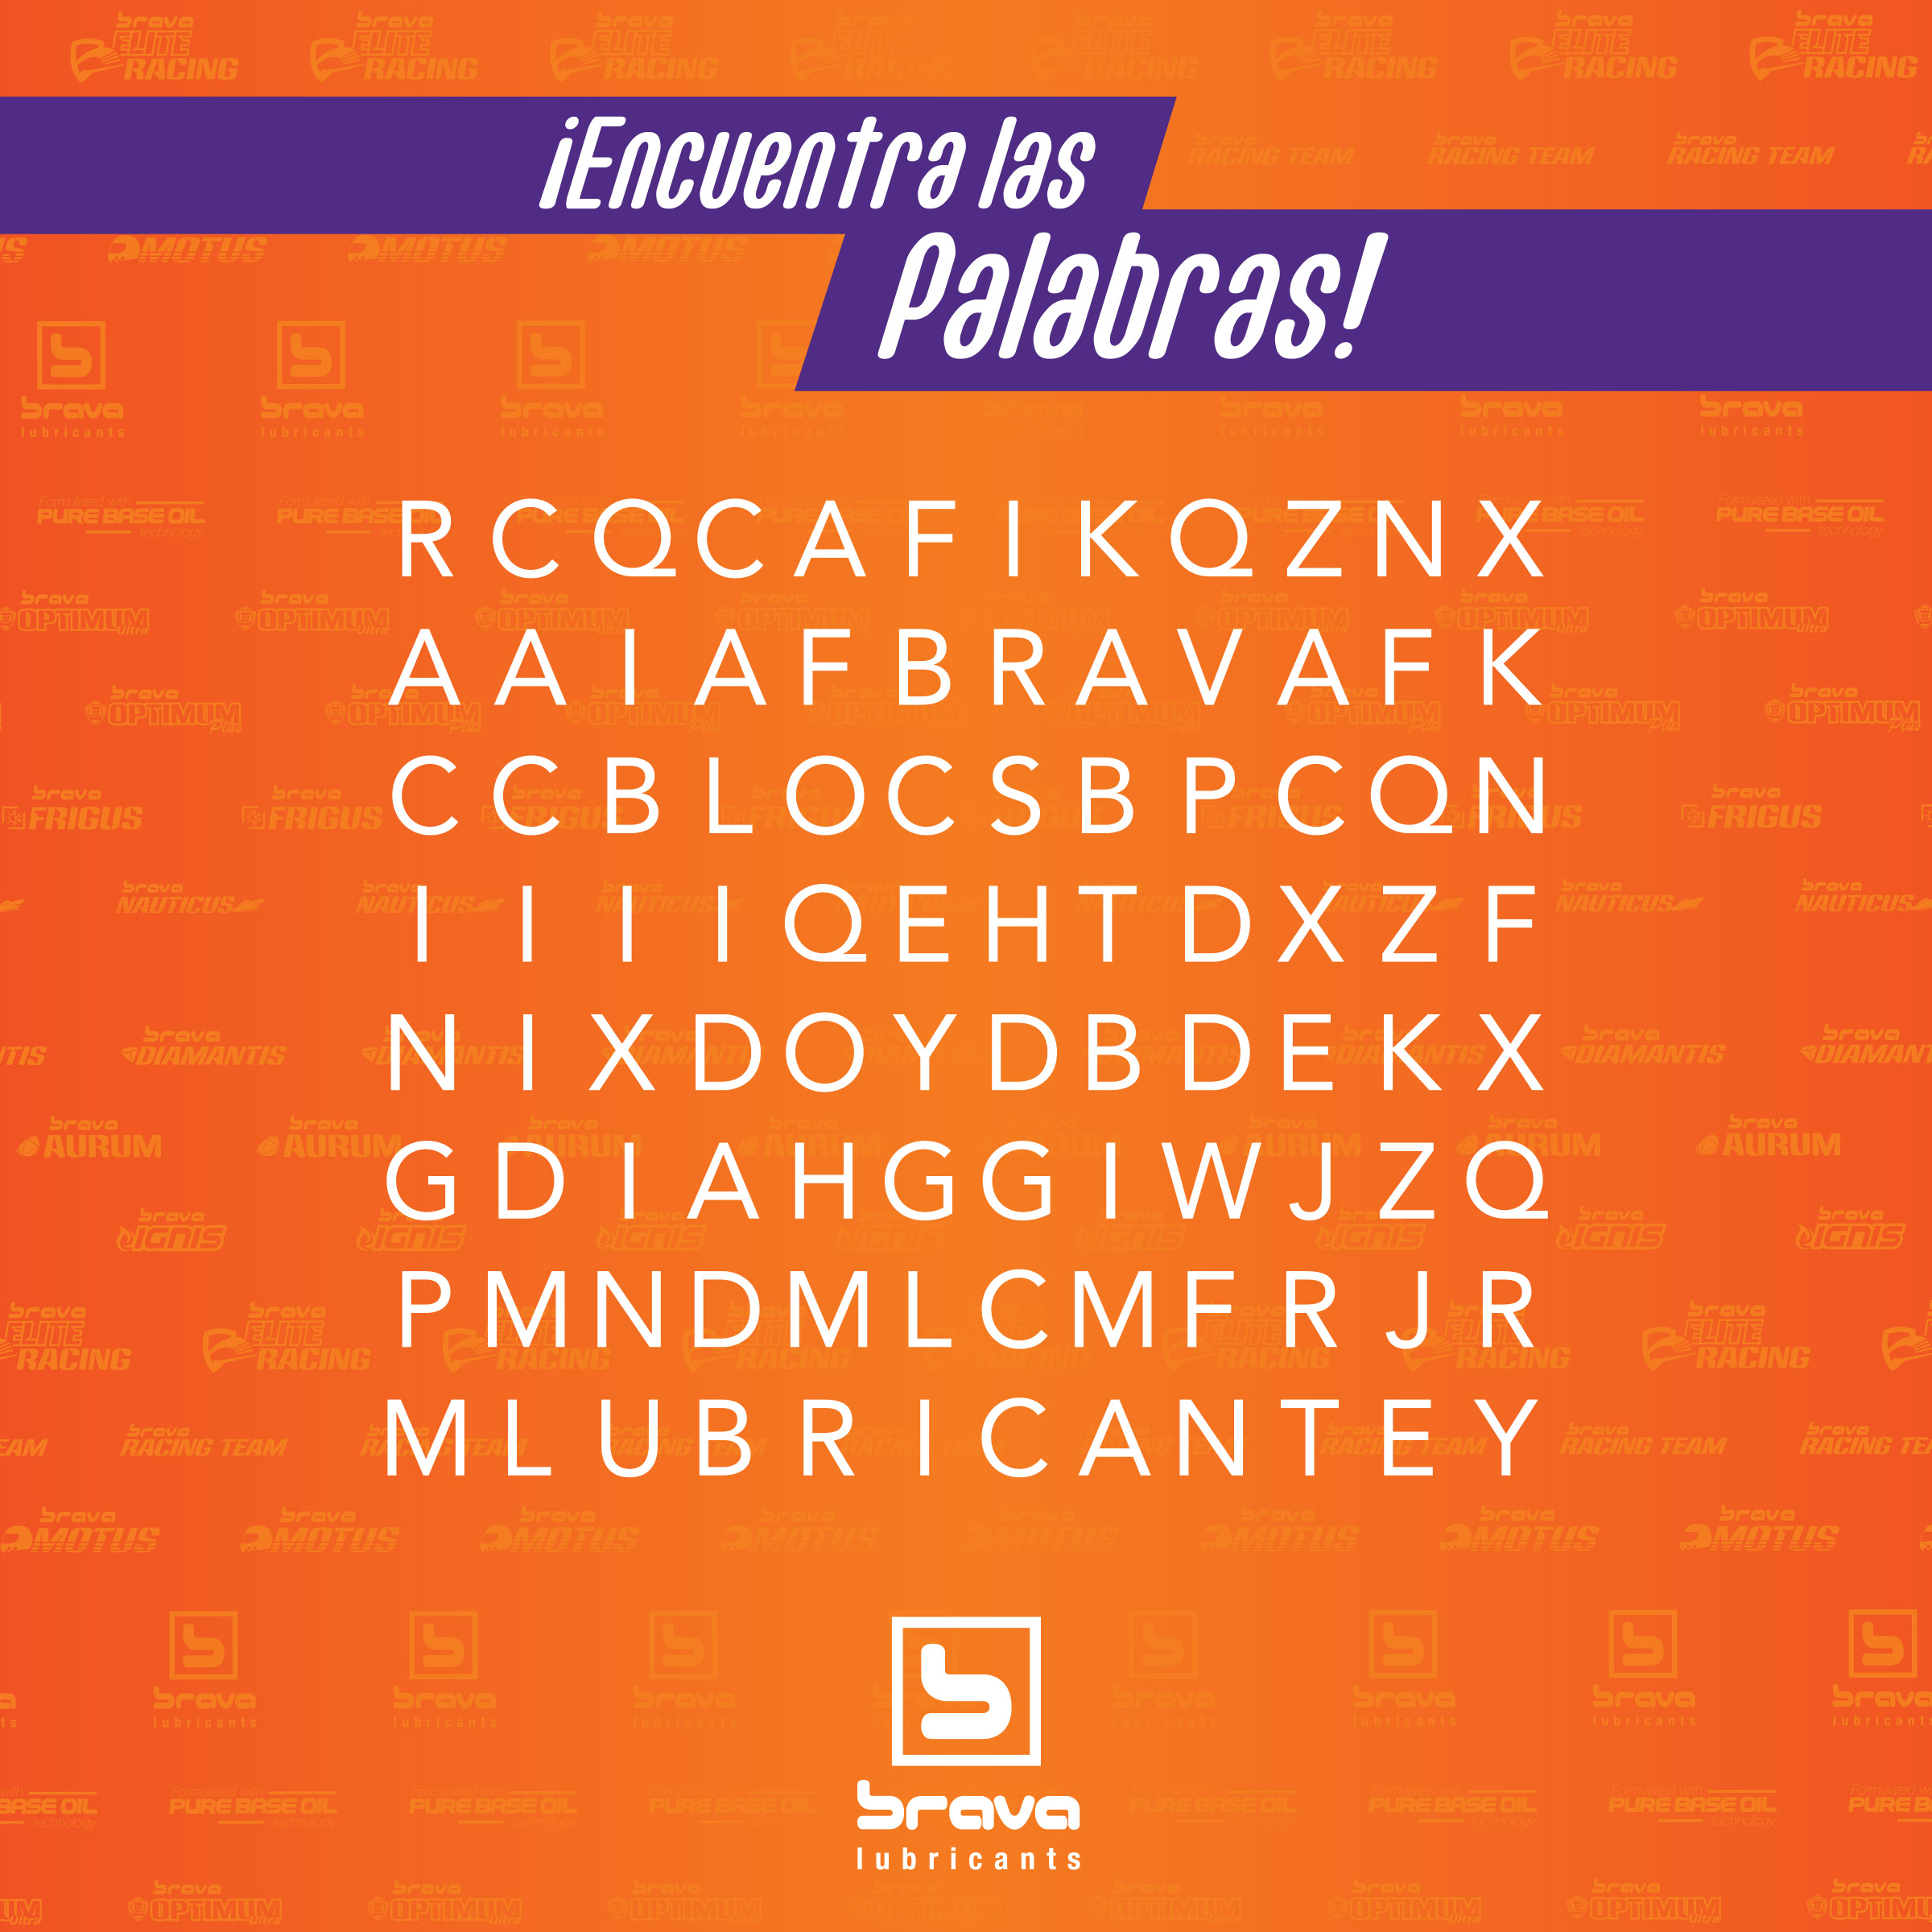 ¡Encuentra las
Palabras!
R C Q C A F I K Q Z N X
A A I A F B R A V A F K
C C B L O C S B P C Q N
I I I I Q E H T D X Z F
N I X D O Y D B D E K X
G D I A H G G I W J Z Q
P M N D M L C M F R J R
M L U B R I C A N T E Y
brava
lubricants